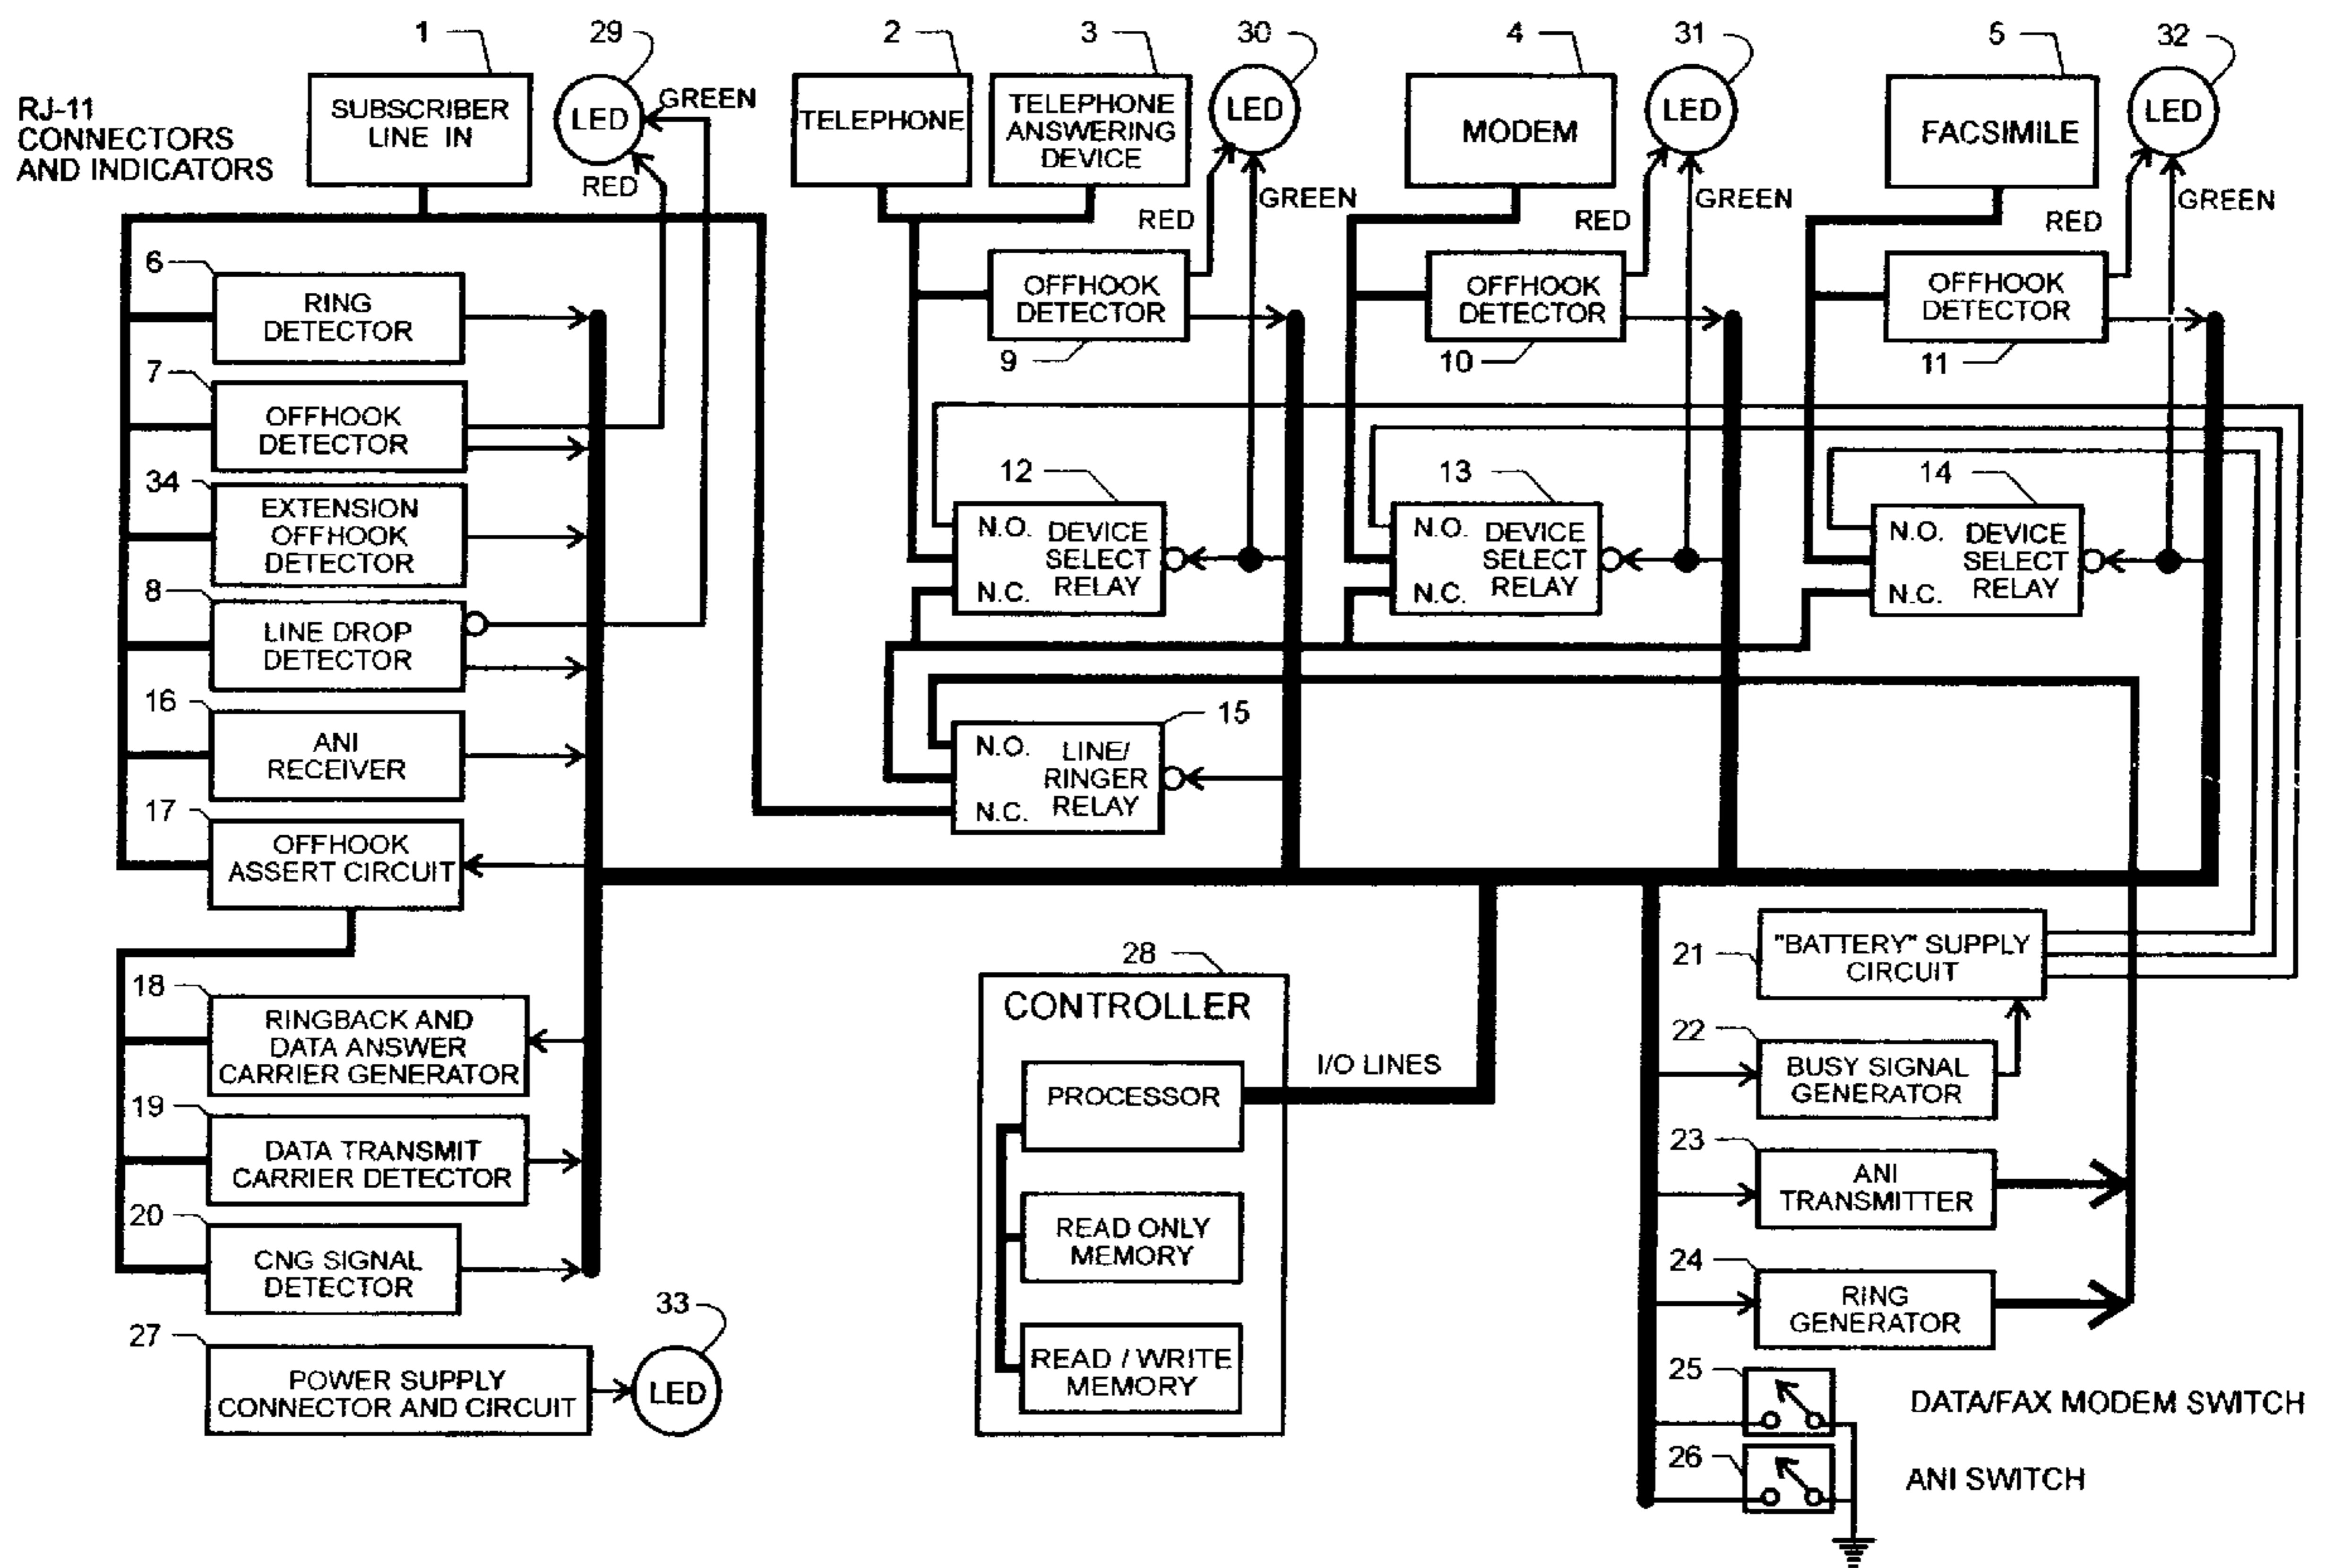 1
29
2
3
30
4
31
5
32
RJ-11
CONNECTORS
AND INDICATORS
SUBSCRIBER
LINE IN
LED
GREEN
RED
TELEPHONE
TELEPHONE
ANSWERING
DEVICE
LED
RED
GREEN
MODEM
LED
RED
GREEN
FACSIMILE
LED
RED
GREEN
6
RING
DETECTOR
7
OFFHOOK
DETECTOR
34
EXTENSION
OFFHOOK
DETECTOR
8
LINE DROP
DETECTOR
16
ANI
RECEIVER
17
OFFHOOK
ASSERT CIRCUIT
18
RINGBACK AND
DATA ANSWER
CARRIER GENERATOR
19
DATA TRANSMIT
CARRIER DETECTOR
20
CNG SIGNAL
DETECTOR
27
POWER SUPPLY
CONNECTOR AND CIRCUIT
33
LED
OFFHOOK
DETECTOR
9
OFFHOOK
DETECTOR
10
OFFHOOK
DETECTOR
11
12
N.O.
DEVICE
SELECT
RELAY
N.C.
13
N.O.
DEVICE
SELECT
RELAY
N.C.
14
N.O.
DEVICE
SELECT
RELAY
N.C.
15
N.O.
LINE/
RINGER
RELAY
N.C.
28
CONTROLLER
PROCESSOR
I/O LINES
READ ONLY
MEMORY
READ / WRITE
MEMORY
21
"BATTERY" SUPPLY
CIRCUIT
22
BUSY SIGNAL
GENERATOR
23
ANI
TRANSMITTER
24
RING
GENERATOR
25
DATA/FAX MODEM SWITCH
26
ANI SWITCH